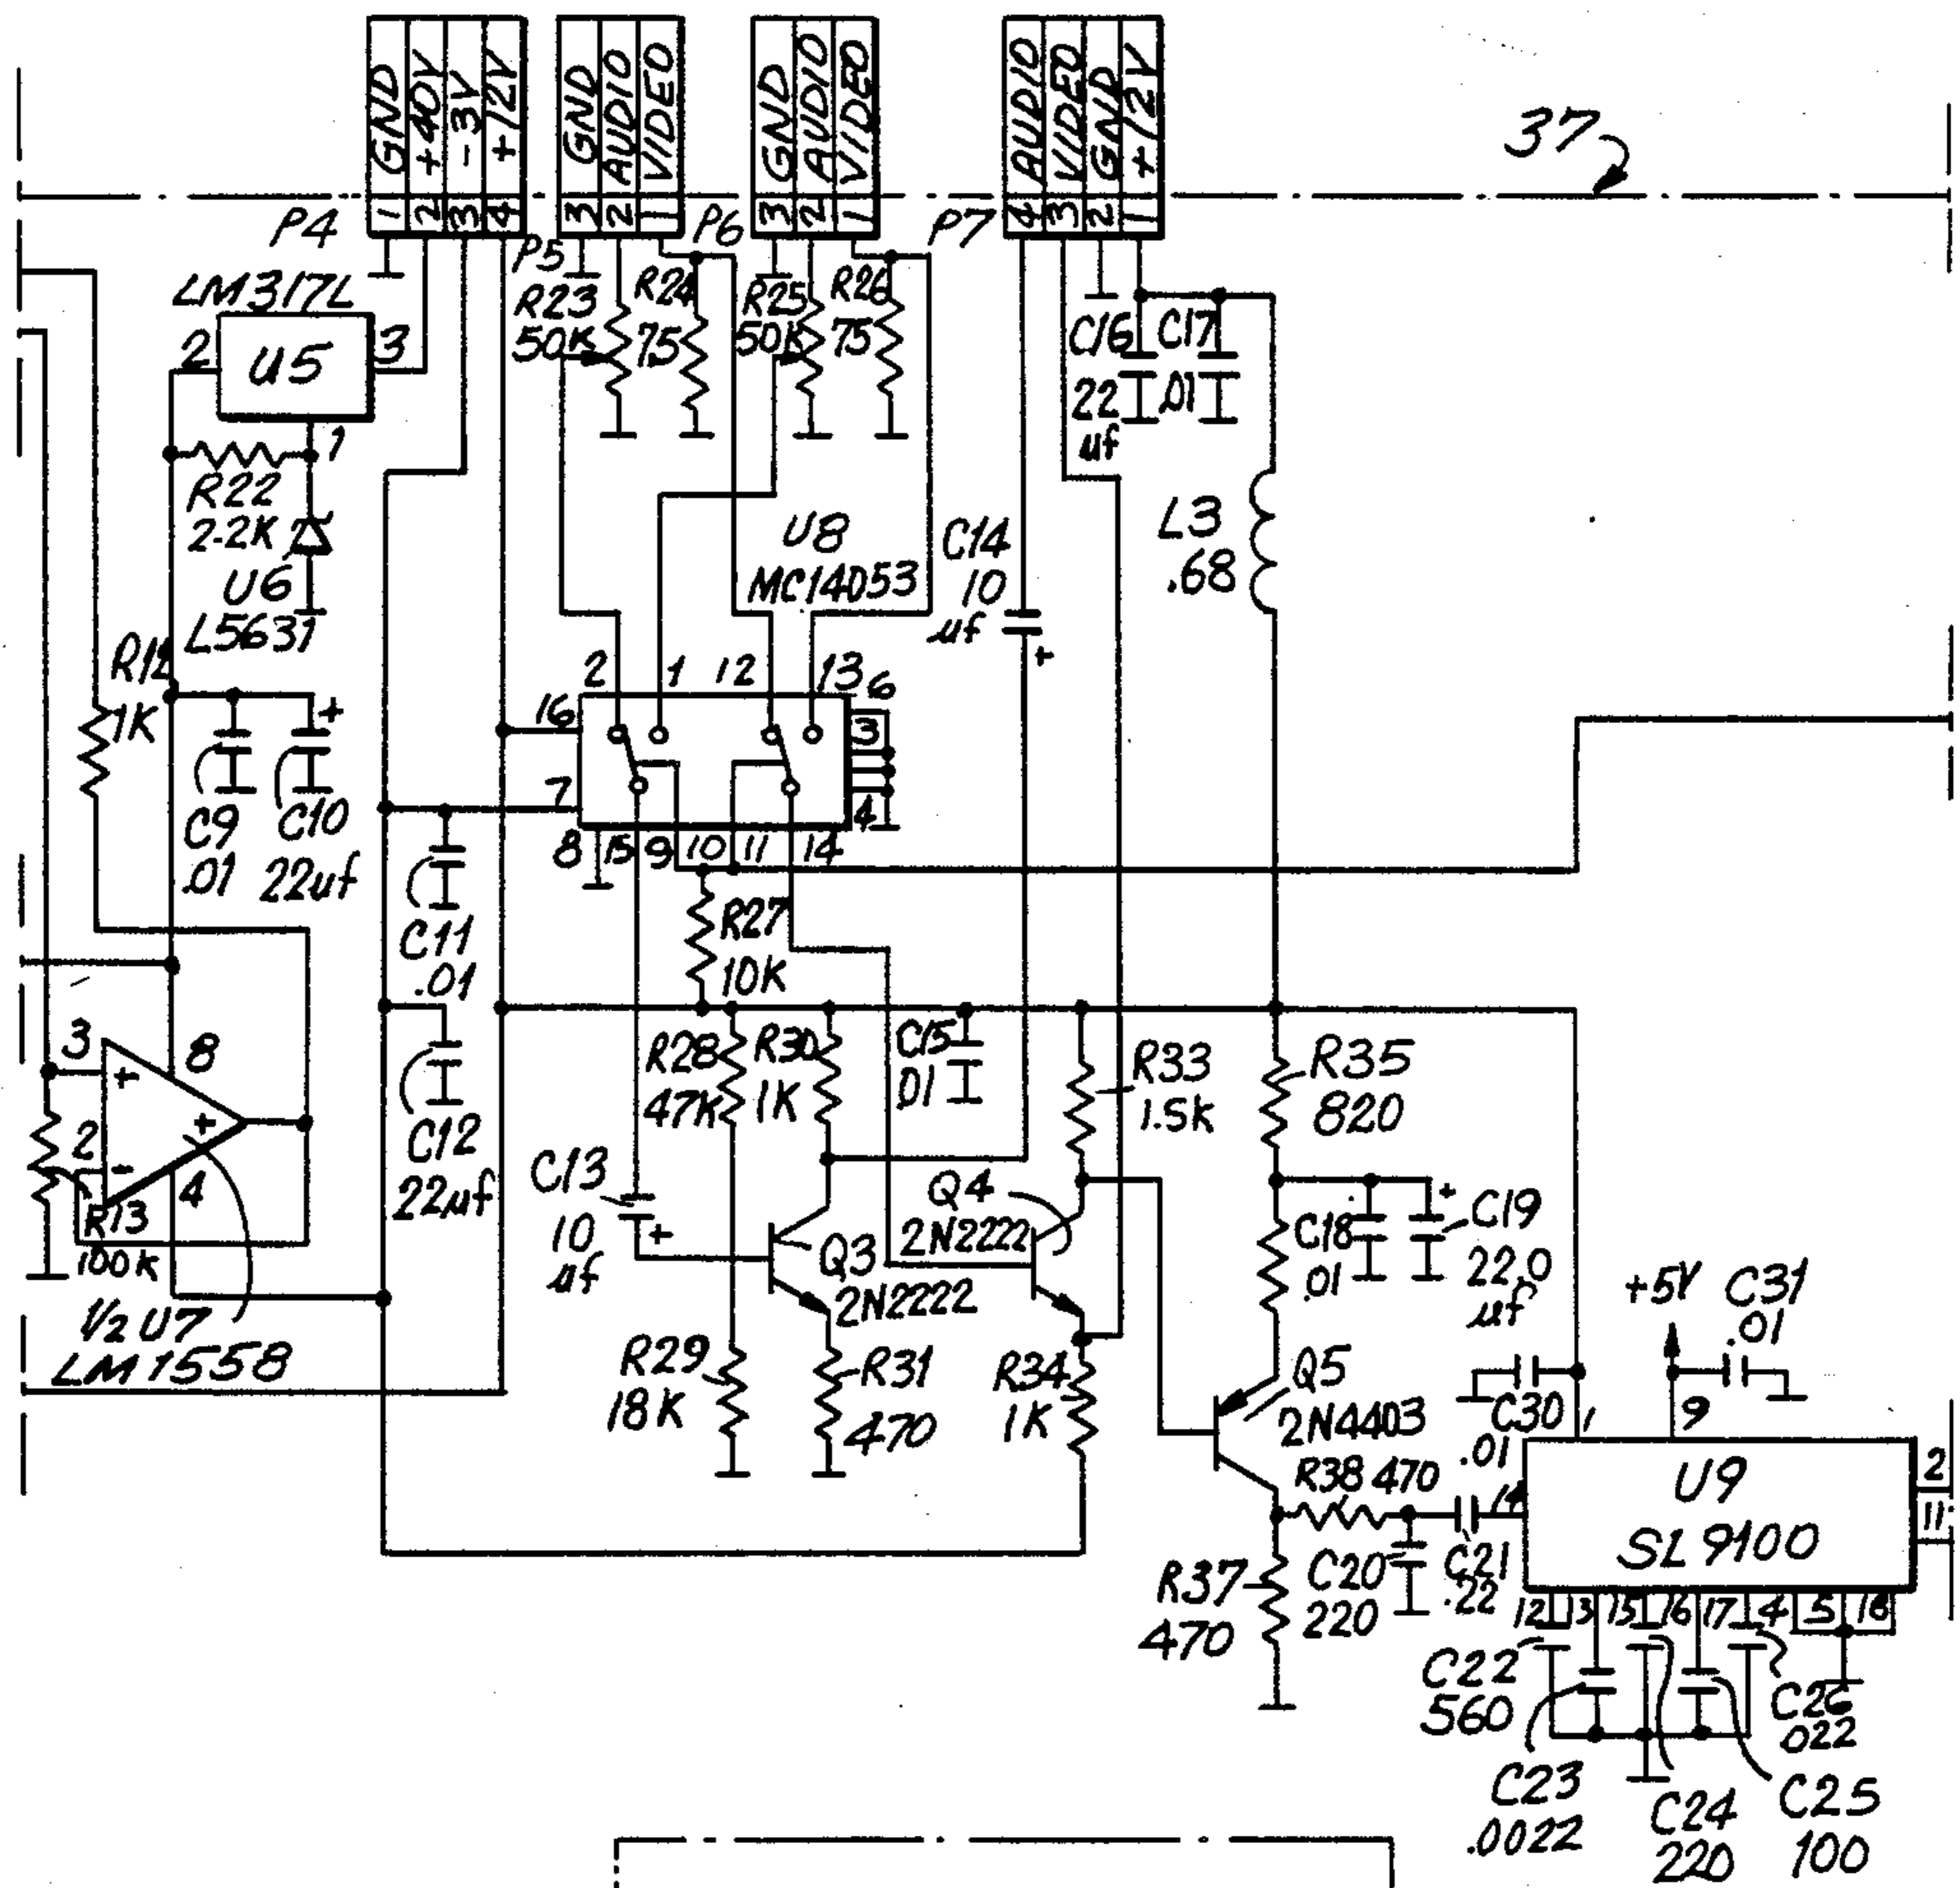 GND
+40V
-3V
+12V
GND
AUDIO
VIDEO
GND
AUDIO
VIDEO
AUDIO
VIDEO
GND
+12V
37
1 2 3 4
3 2 1
3 2 1
4 3 2 1
P4
P5
P6
P7
LM317L
2
U5
3
1
R23
50K
R24
75
R25
50K
R26
75
C16
22
µf
C17
.01
R22
2.2K
U6
L5631
U8
MC14053
C14
10
µf
+
L3
.68
1K
C9
.01
+
C10
22µf
2 1 12 13 6
16
3
7
4
8 15 9 10 11 14
C11
.01
R27
10K
3
8
+
2
-
+
4
R13
100K
1/2 U7
LM1558
C12
22µf
R28
47K
R30
1K
C15
.01
R33
1.5K
R35
820
C13
10
µf
+
Q3
2N2222
Q4
2N2222
C18
.01
+
C19
22.0
µf
+5V
C31
.01
R29
18K
R31
470
R34
1K
Q5
2N4403
C30
.01
1
9
R38 470
14
U9
SL9100
2
11
R37
470
C20
220
C21
.22
12 13 15 16 17 4 5 18
C22
560
C23
.0022
C24
220
C25
100
C26
.022